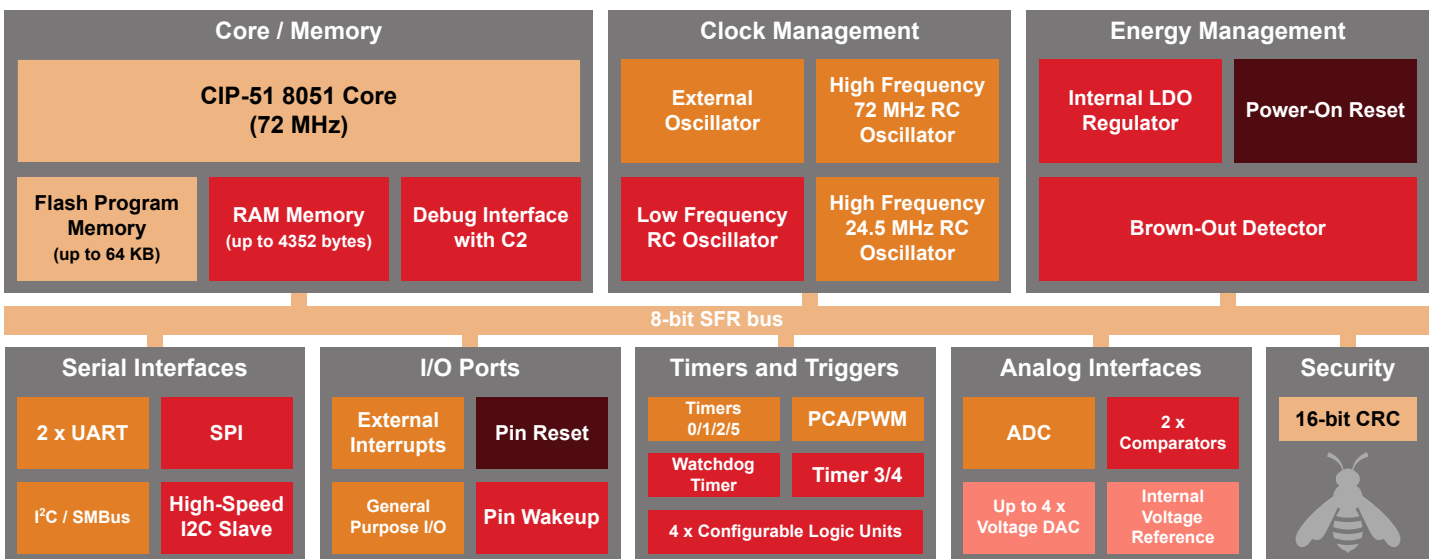 Core / Memory
CIP-51 8051 Core
(72 MHz)
Flash Program
Memory
(up to 64 KB)
RAM Memory
(up to 4352 bytes)
Debug Interface
with C2
Clock Management
External
Oscillator
High Frequency
72 MHz RC
Oscillator
Low Frequency
RC Oscillator
High Frequency
24.5 MHz RC
Oscillator
Energy Management
Internal LDO
Regulator
Power-On Reset
Brown-Out Detector
8-bit SFR bus
Serial Interfaces
2 x UART
SPI
I²C / SMBus
High-Speed
I2C Slave
I/O Ports
External
Interrupts
Pin Reset
General
Purpose I/O
Pin Wakeup
Timers and Triggers
Timers
0/1/2/5
PCA/PWM
Watchdog
Timer
Timer 3/4
4 x Configurable Logic Units
Analog Interfaces
ADC
2 x
Comparators
Up to 4 x
Voltage DAC
Internal
Voltage
Reference
Security
16-bit CRC